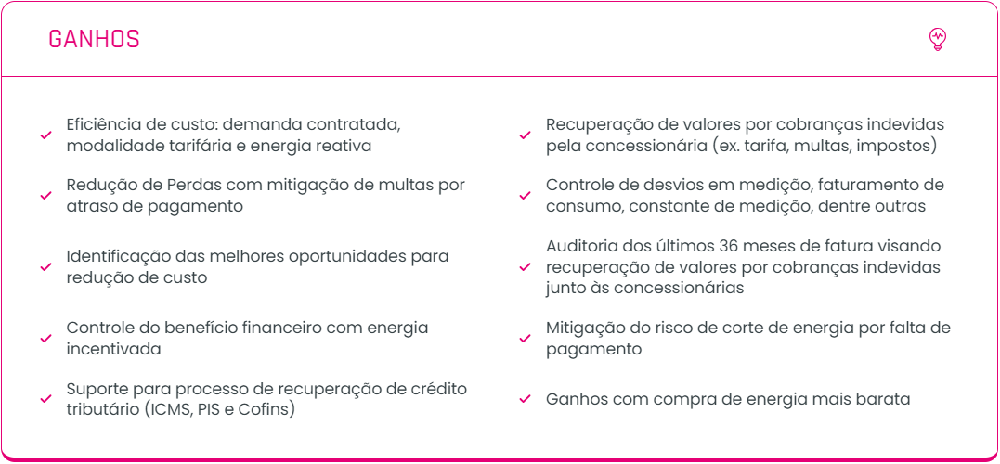 GANHOS
Eficiência de custo: demanda contratada,
modalidade tarifária e energia reativa
Redução de Perdas com mitigação de multas por
atraso de pagamento
Identificação das melhores oportunidades para
redução de custo
Controle do benefício financeiro com energia
incentivada
Suporte para processo de recuperação de crédito
tributário (ICMS, PIS e Cofins)
Recuperação de valores por cobranças indevidas
pela concessionária (ex. tarifa, multas, impostos)
Controle de desvios em medição, faturamento de
consumo, constante de medição, dentre outras
Auditoria dos últimos 36 meses de fatura visando
recuperação de valores por cobranças indevidas
junto às concessionárias
Mitigação do risco de corte de energia por falta de
pagamento
Ganhos com compra de energia mais barata